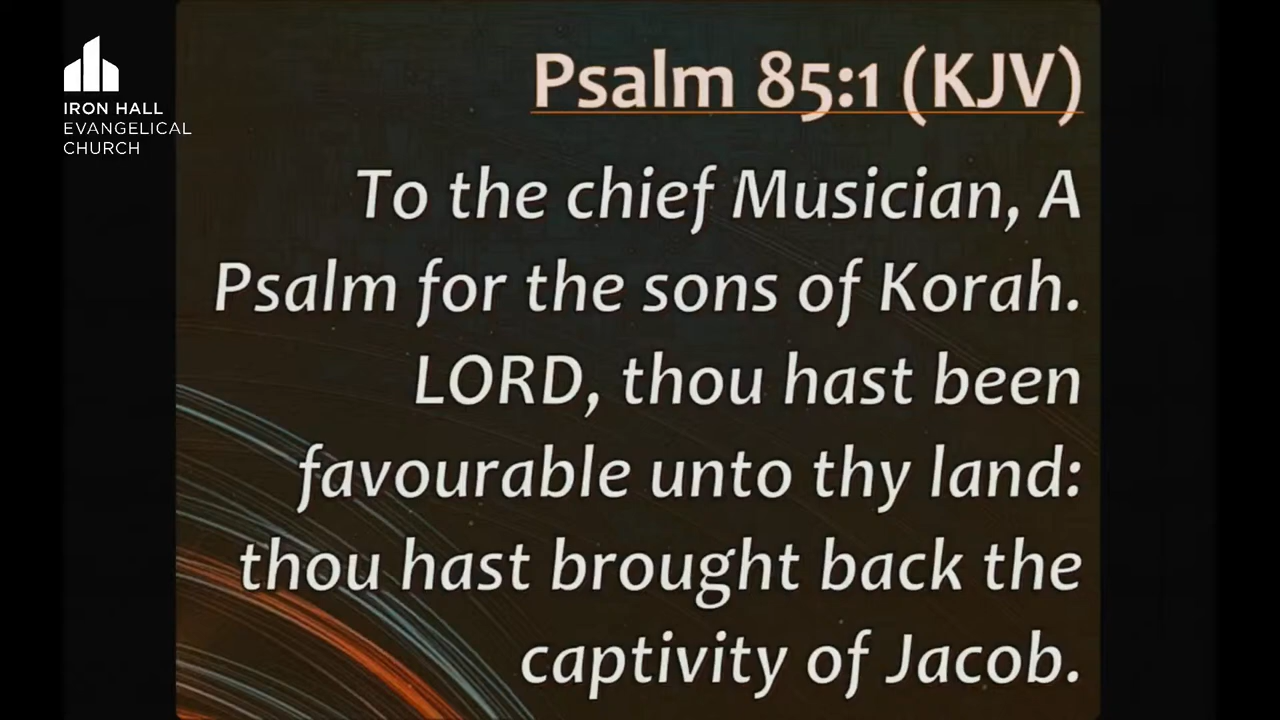 IRON HALL
EVANGELICAL
CHURCH
Psalm 85:1 (KJV)
To the chief Musician, A
Psalm for the sons of Korah.
LORD, thou hast been
favourable unto thy land:
thou hast brought back the
captivity of Jacob.